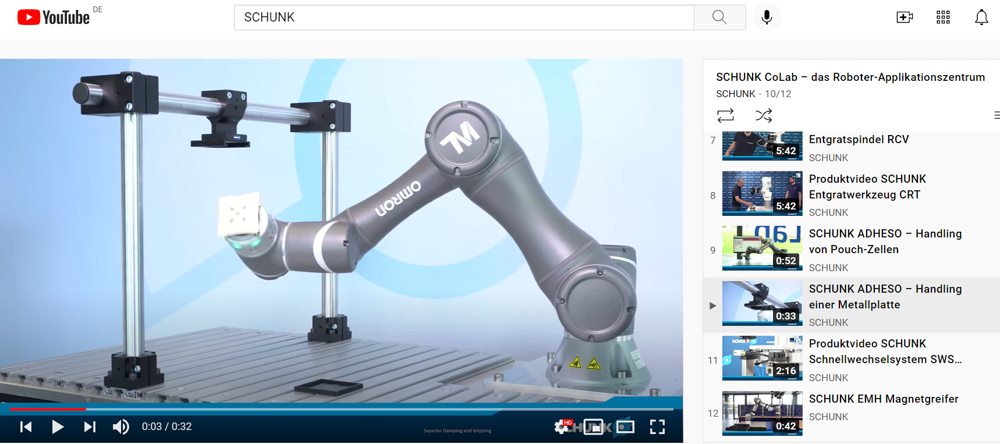 YouTube DE
SCHUNK
TM
OMRON
Superior Clamping and Gripping
SCHUNK
0:03 / 0:32
HD
SCHUNK CoLab – das Roboter-Applikationszentrum
SCHUNK - 10/12
7
5:42
Entgratspindel RCV
SCHUNK
8
5:42
Produktvideo SCHUNK
Entgratwerkzeug CRT
SCHUNK
9
0:52
SCHUNK ADHESO – Handling
von Pouch-Zellen
SCHUNK
0:33
SCHUNK ADHESO – Handling
einer Metallplatte
SCHUNK
11
2:16
Produktvideo SCHUNK
Schnellwechselsystem SWS...
SCHUNK
12
0:42
SCHUNK EMH Magnetgreifer
SCHUNK